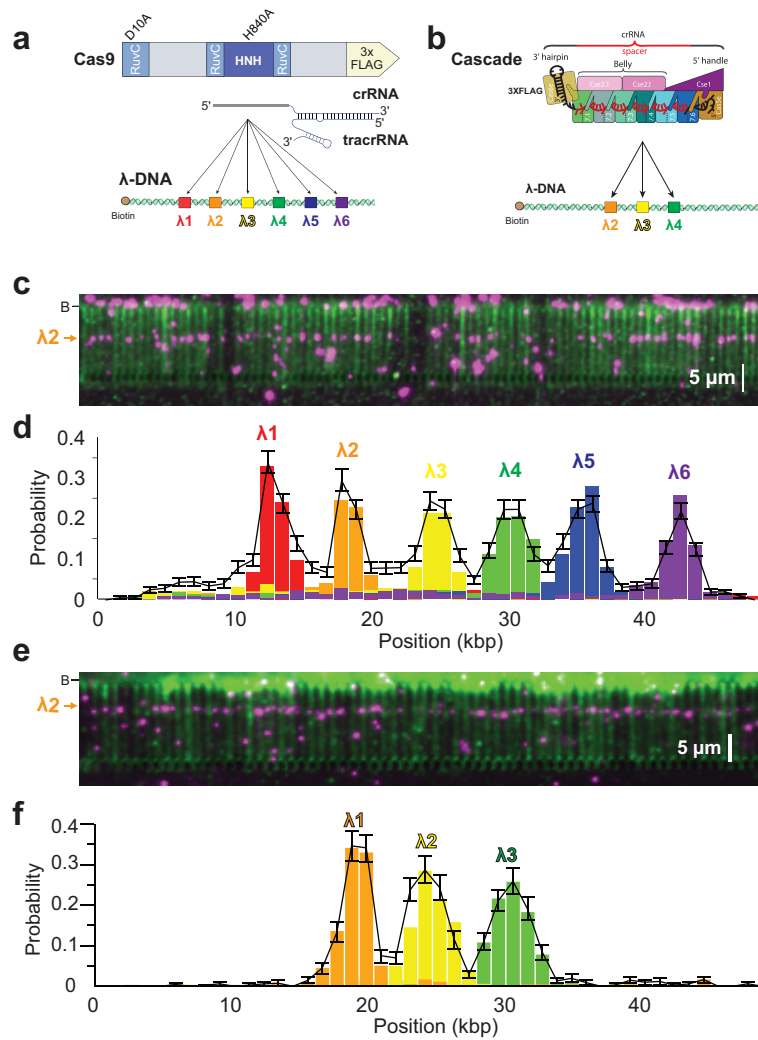 a
D10A
H840A
Cas9
RuvC
RuvC
HNH
RuvC
3x
FLAG
crRNA
5'
3'
5'
3'
tracrRNA
λ-DNA
Biotin
λ1 λ2 λ3 λ4 λ5 λ6
b
Cascade
crRNA
spacer
3' hairpin
5' handle
Belly
Cse2.1
Cse2.2
Cse1
3XFLAG
λ-DNA
Biotin
λ2 λ3 λ4
c
B
λ2
5 µm
d
λ1 λ2 λ3 λ4 λ5 λ6
Probability
0.4
0.2
0.1
0
10 20 30 40
Position (kbp)
e
B
λ2
5 µm
f
λ1 λ2 λ3
Probability
0.4
0.3
0.2
0.1
0
0 10 20 30 40
Position (kbp)